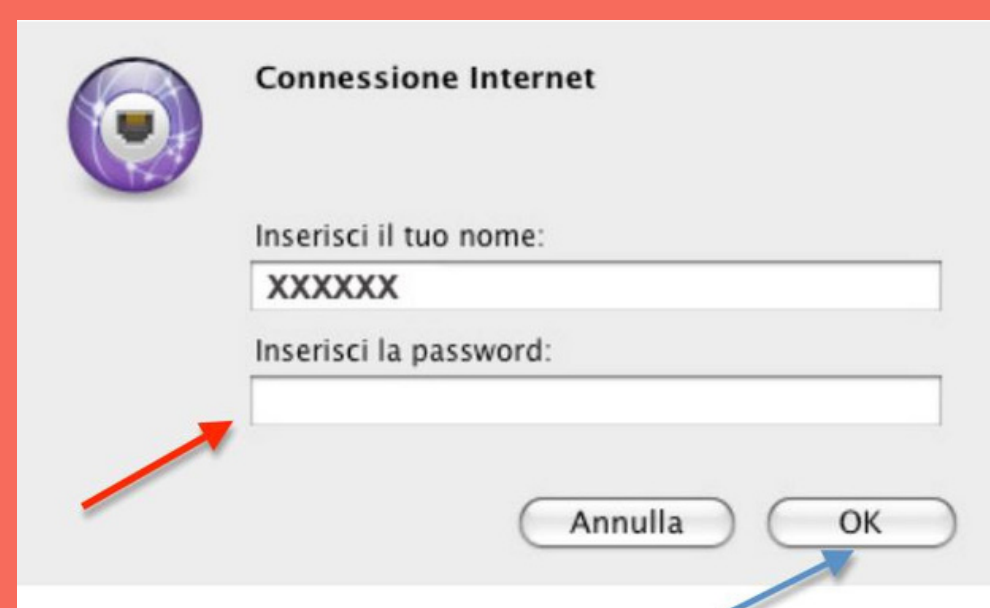 Connessione Internet
Inserisci il tuo nome:
XXXXXX
Inserisci la password:
Annulla OK